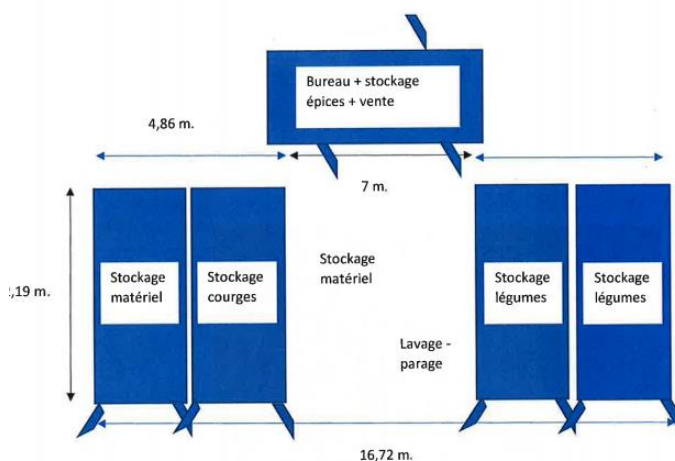 Bureau + stockage
épices + vente
4,86 m.
7 m.
,19 m.
Stockage
matériel
Stockage
courges
Stockage
matériel
Stockage
légumes
Stockage
légumes
Lavage -
parage
16,72 m.